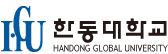 HGU
한동대학교
HANDONG GLOBAL UNIVERSITY